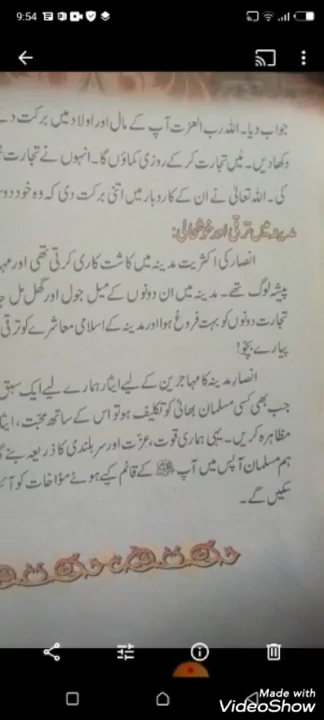 9:54
جواب دیا۔ اللہ رب العزت آپ کے مال اور اولاد میں برکت دے
دکھا دیں۔ میں تجارت کر کے روزی کماؤں گا۔ انہوں نے تجارت
کی۔ اللہ تعالیٰ نے ان کے کاروبار میں اتنی برکت دی کہ وہ خود
مدینہ میں ترقی اور خوشحالی:
انصار کی اکثریت مدینہ میں کاشت کاری کرتی تھی اور
پیشہ لوگ تھے۔ مدینہ میں ان دونوں کے میل جول اور گھل مل
تجارت دونوں کو بہت فروغ ہوا اور مدینہ کے اسلامی معاشرے کو ترقی
پیارے بچو!
انصارِ مدینہ کا مہاجرین کے لیے ایثار ہمارے لیے ایک سبق
جب بھی کسی مسلمان بھائی کو تکلیف ہو تو اس کے ساتھ محبت،
مظاہرہ کریں۔ یہی ہماری قوت، عزت اور سربلندی کا ذریعہ بنے
ہم مسلمان آپس میں آپ ﷺ کے قائم کیے ہوئے مؤاخات کو
سکیں گے۔
Made with
VideoShow